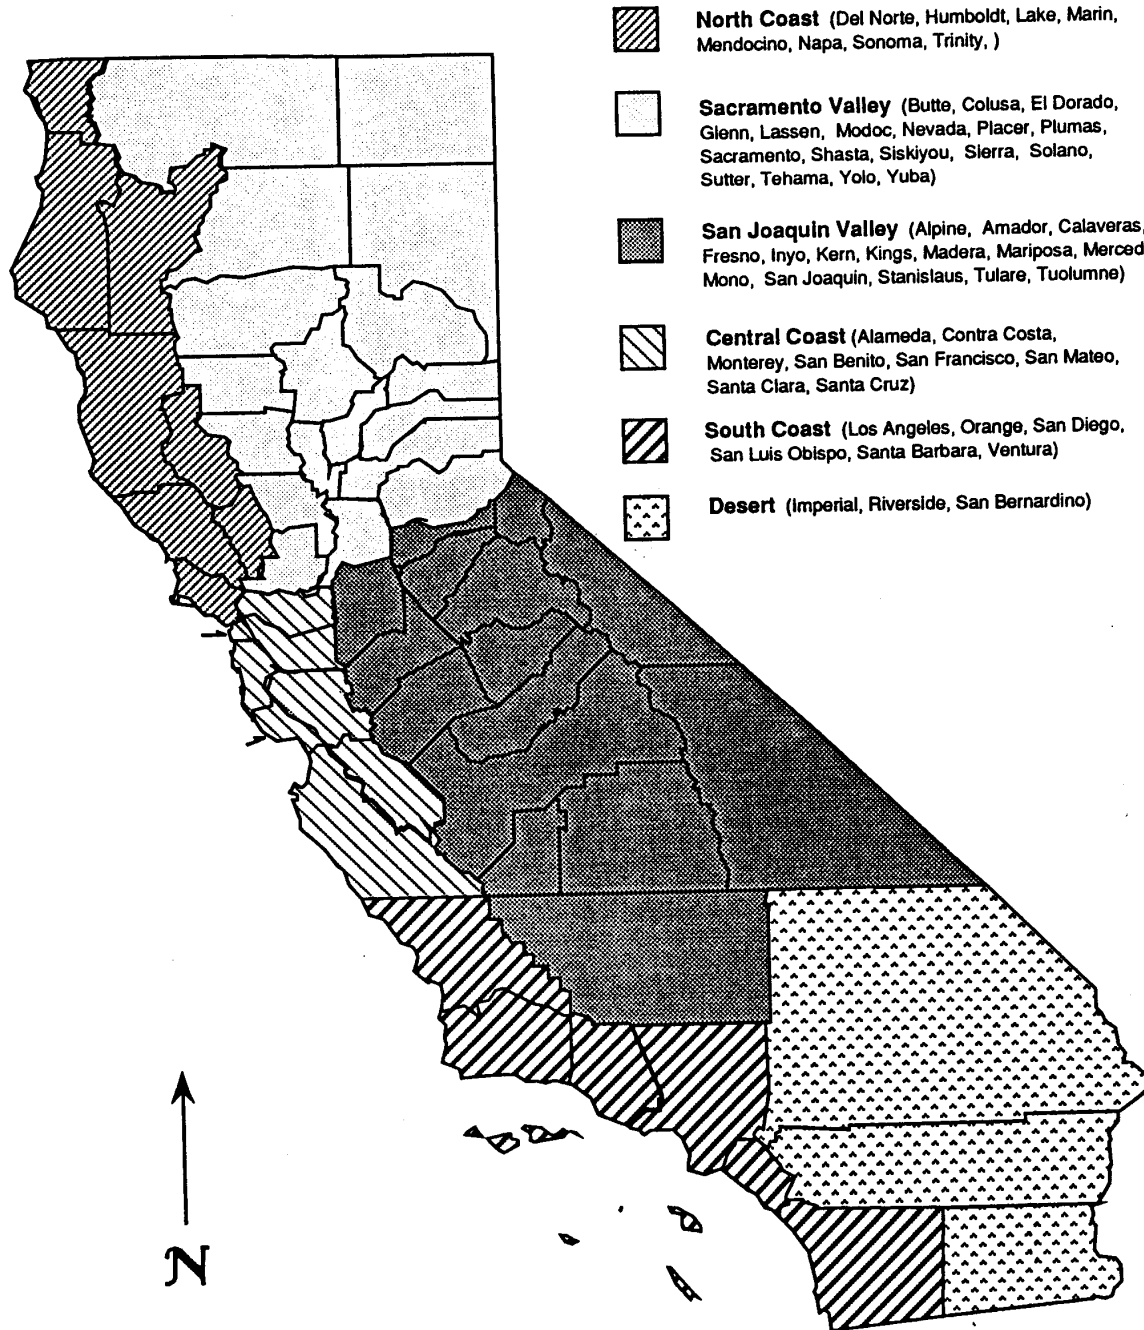 North Coast (Del Norte, Humboldt, Lake, Marin,
Mendocino, Napa, Sonoma, Trinity, )
Sacramento Valley (Butte, Colusa, El Dorado,
Glenn, Lassen, Modoc, Nevada, Placer, Plumas,
Sacramento, Shasta, Siskiyou, Sierra, Solano,
Sutter, Tehama, Yolo, Yuba)
San Joaquin Valley (Alpine, Amador, Calaveras,
Fresno, Inyo, Kern, Kings, Madera, Mariposa, Merced
Mono, San Joaquin, Stanislaus, Tulare, Tuolumne)
Central Coast (Alameda, Contra Costa,
Monterey, San Benito, San Francisco, San Mateo,
Santa Clara, Santa Cruz)
South Coast (Los Angeles, Orange, San Diego,
San Luis Obispo, Santa Barbara, Ventura)
Desert (Imperial, Riverside, San Bernardino)
N